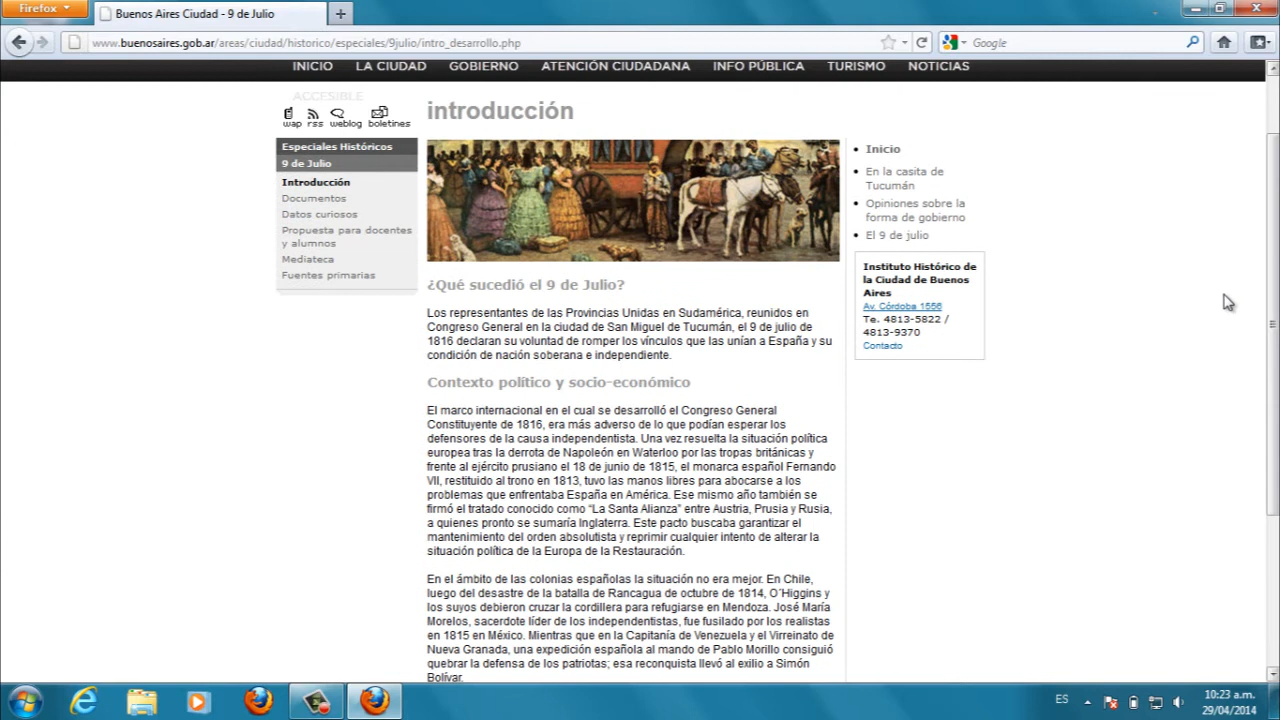 Firefox
Buenos Aires Ciudad - 9 de Julio
www.buenosaires.gob.ar/areas/ciudad/historico/especiales/9julio/intro_desarrollo.php
Google
INICIO LA CIUDAD GOBIERNO ATENCIÓN CIUDADANA INFO PÚBLICA TURISMO NOTICIAS
ACCESIBLE
wap rss weblog boletines
Especiales Históricos
9 de Julio
Introducción
Documentos
Datos curiosos
Propuesta para docentes
y alumnos
Mediateca
Fuentes primarias
introducción
¿Qué sucedió el 9 de Julio?
Los representantes de las Provincias Unidas en Sudamérica, reunidos en
Congreso General en la ciudad de San Miguel de Tucumán, el 9 de julio de
1816 declaran su voluntad de romper los vínculos que las unían a España y su
condición de nación soberana e independiente.
Contexto político y socio-económico
El marco internacional en el cual se desarrolló el Congreso General
Constituyente de 1816, era más adverso de lo que podían esperar los
defensores de la causa independentista. Una vez resuelta la situación política
europea tras la derrota de Napoleón en Waterloo por las tropas británicas y
frente al ejército prusiano el 18 de junio de 1815, el monarca español Fernando
VII, restituido al trono en 1813, tuvo las manos libres para abocarse a los
problemas que enfrentaba España en América. Ese mismo año también se
firmó el tratado conocido como “La Santa Alianza” entre Austria, Prusia y Rusia,
a quienes pronto se sumaría Inglaterra. Este pacto buscaba garantizar el
mantenimiento del orden absolutista y reprimir cualquier intento de alterar la
situación política de la Europa de la Restauración.
En el ámbito de las colonias españolas la situación no era mejor. En Chile,
luego del desastre de la batalla de Rancagua de octubre de 1814, O´Higgins y
los suyos debieron cruzar la cordillera para refugiarse en Mendoza. José María
Morelos, sacerdote líder de los independentistas, fue fusilado por los realistas
en 1815 en México. Mientras que en la Capitanía de Venezuela y el Virreinato de
Nueva Granada, una expedición española al mando de Pablo Morillo consiguió
quebrar la defensa de los patriotas; esa reconquista llevó al exilio a Simón
Bolívar.
Inicio
En la casita de
Tucumán
Opiniones sobre la
forma de gobierno
El 9 de julio
Instituto Histórico de
la Ciudad de Buenos
Aires
Av. Córdoba 1556
Te. 4813-5822 /
4813-9370
Contacto
ES
10:23 a.m.
29/04/2014